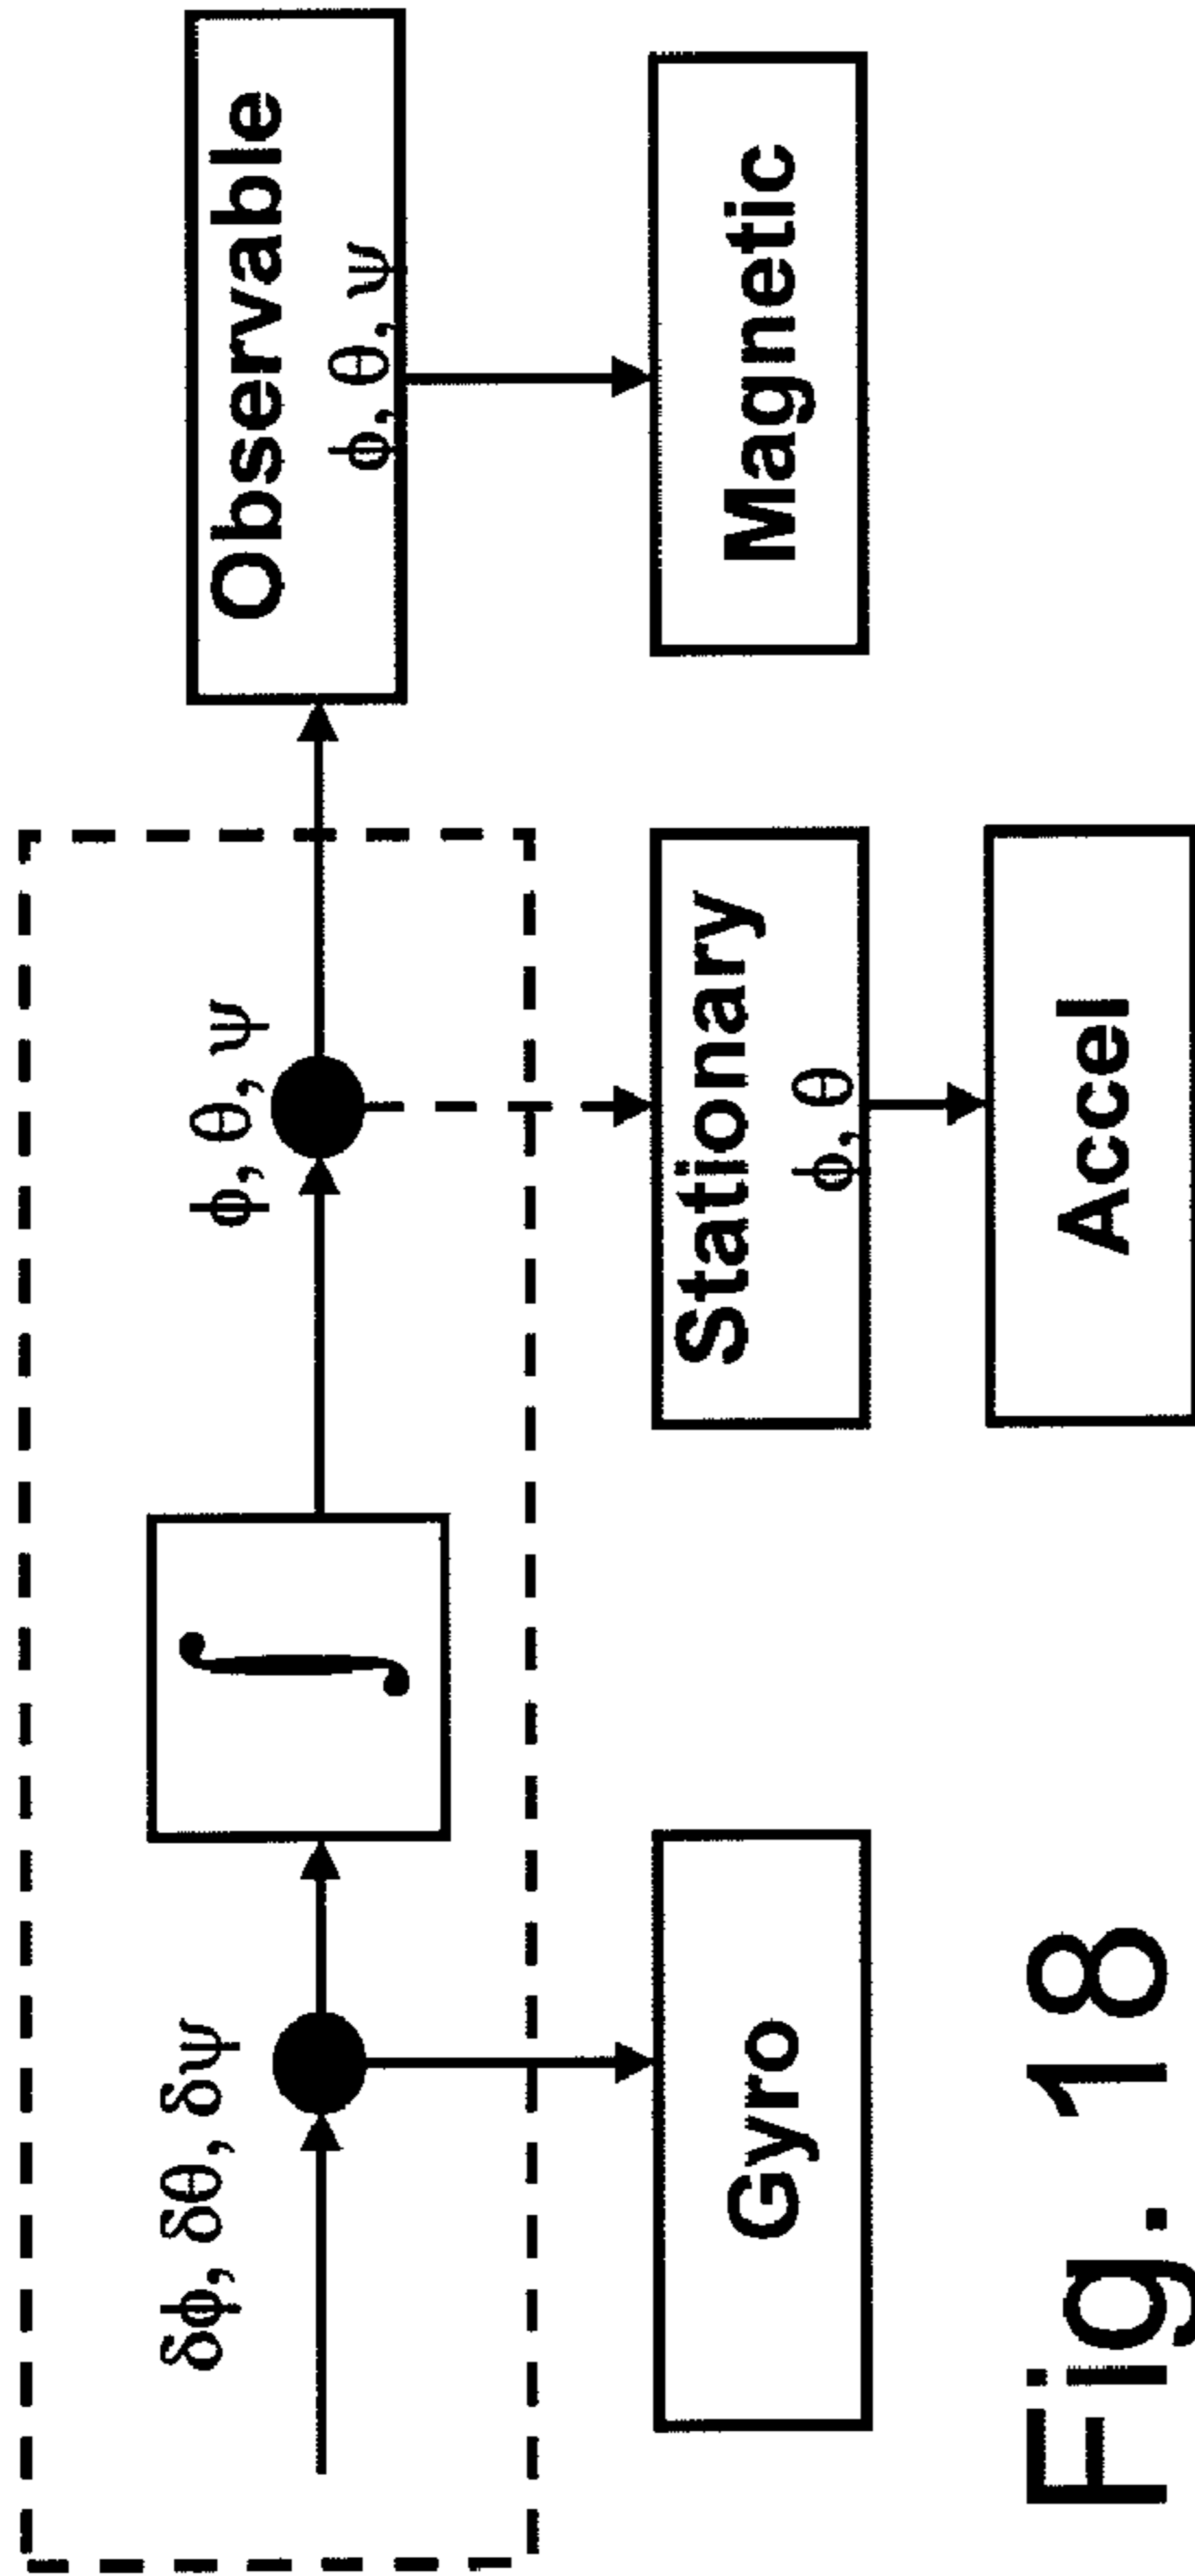 δϕ, δθ, δψ
ϕ, θ, ψ
Observable
ϕ, θ, ψ
∫
Gyro
Stationary
ϕ, θ
Magnetic
Accel
Fig. 18